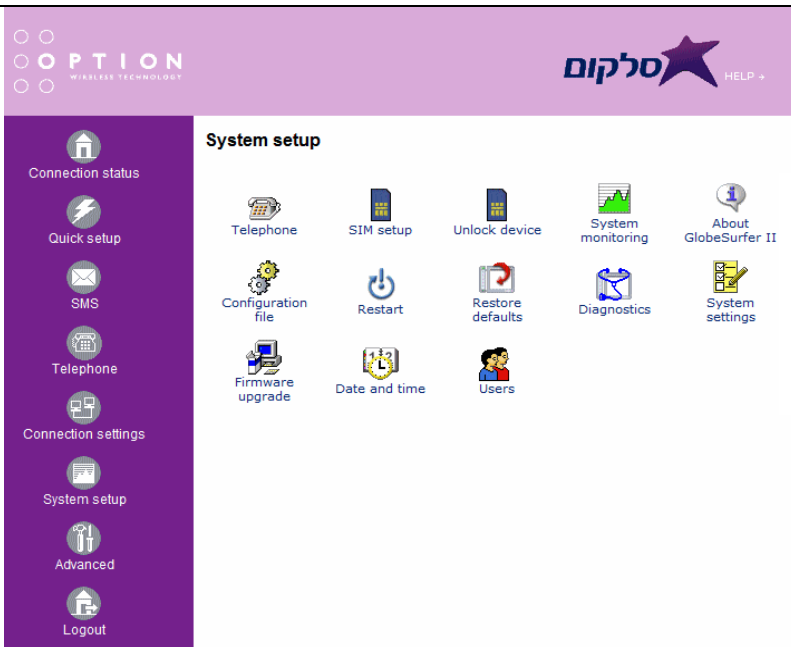 OPTION
WIRELESS TECHNOLOGY
סלקום
HELP →
Connection status
Quick setup
SMS
Telephone
Connection settings
System setup
Advanced
Logout
System setup
Telephone
SIM setup
Unlock device
System
monitoring
About
GlobeSurfer II
Configuration
file
Restart
Restore
defaults
Diagnostics
System
settings
Firmware
upgrade
Date and time
Users